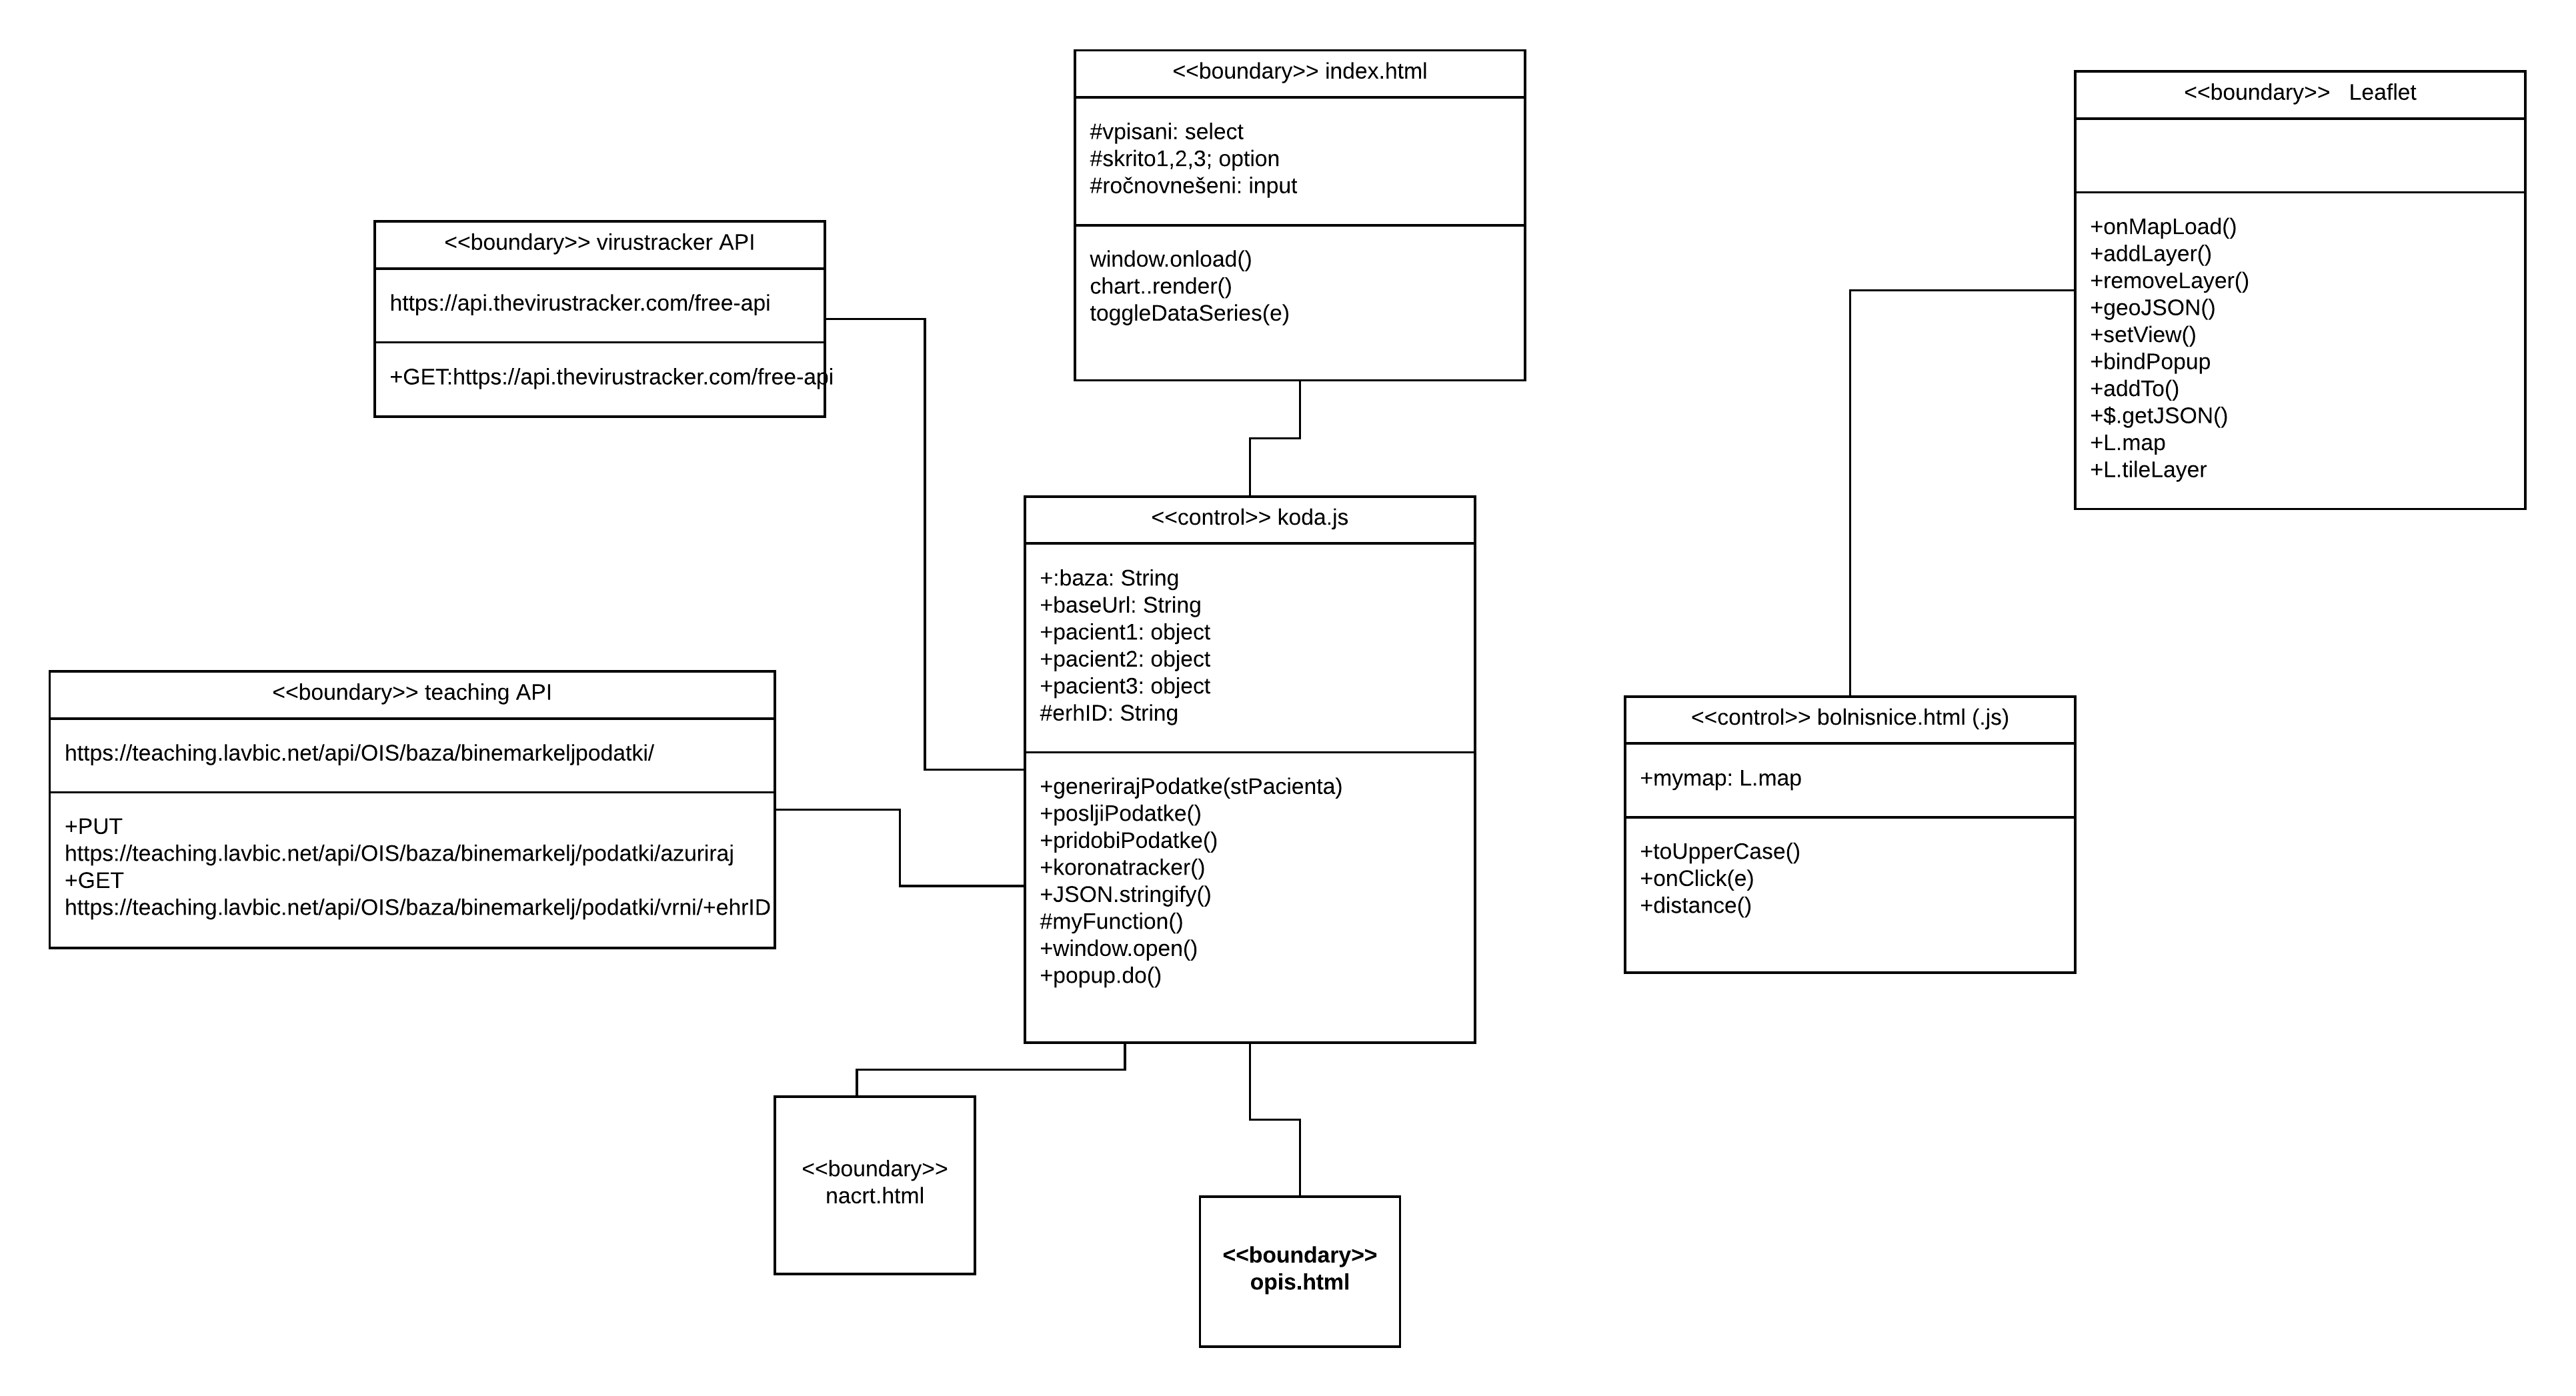 <<boundary>> index.html
#vpisani: select
#skrito1,2,3; option
#ročnovnešeni: input
window.onload()
chart..render()
toggleDataSeries(e)
<<boundary>>   Leaflet
+onMapLoad()
+addLayer()
+removeLayer()
+geoJSON()
+setView()
+bindPopup
+addTo()
+$.getJSON()
+L.map
+L.tileLayer
<<boundary>> virustracker API
https://api.thevirustracker.com/free-api
+GET:https://api.thevirustracker.com/free-api
<<control>> koda.js
+:baza: String
+baseUrl: String
+pacient1: object
+pacient2: object
+pacient3: object
#erhID: String
+generirajPodatke(stPacienta)
+posljiPodatke()
+pridobiPodatke()
+koronatracker()
+JSON.stringify()
#myFunction()
+window.open()
+popup.do()
<<boundary>> teaching API
https://teaching.lavbic.net/api/OIS/baza/binemarkeljpodatki/
+PUT
https://teaching.lavbic.net/api/OIS/baza/binemarkelj/podatki/azuriraj
+GET
https://teaching.lavbic.net/api/OIS/baza/binemarkelj/podatki/vrni/+ehrID
<<control>> bolnisnice.html (.js)
+mymap: L.map
+toUpperCase()
+onClick(e)
+distance()
<<boundary>>
nacrt.html
<<boundary>>
opis.html